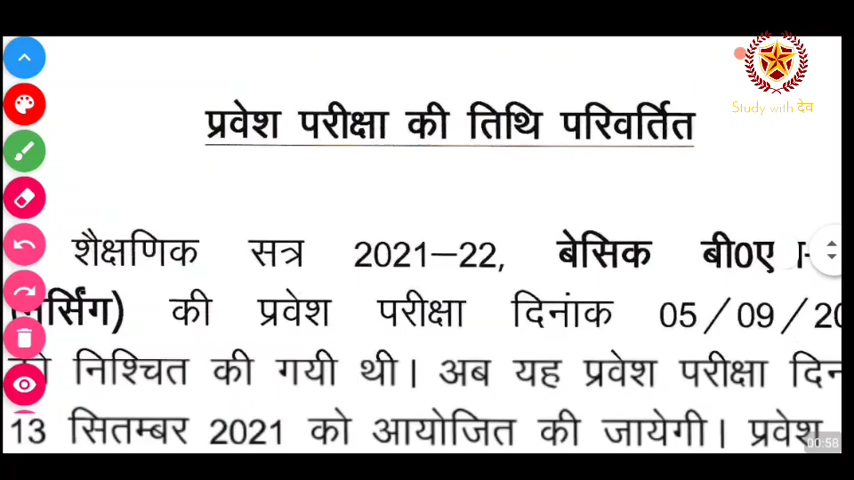 Study with देव
प्रवेश परीक्षा की तिथि परिवर्तित
शैक्षणिक सत्र 2021–22, बेसिक बी0ए
की प्रवेश परीक्षा दिनांक 05/09/20
निश्चित की गयी थी। अब यह प्रवेश परीक्षा दिन
13 सितम्बर 2021 को आयोजित की जायेगी। प्रवेश
00:58